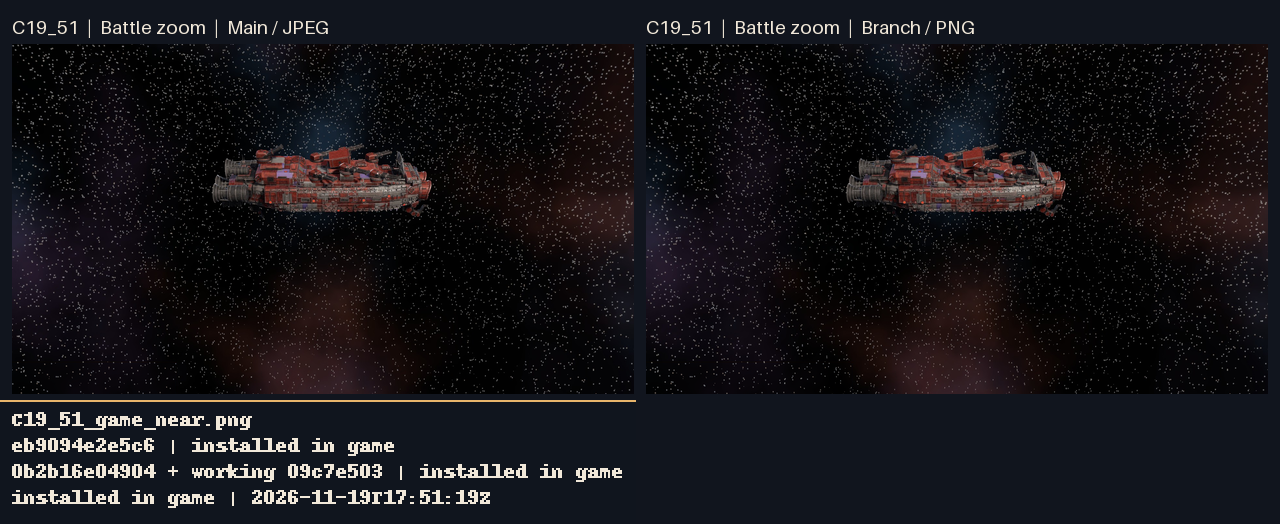 C19_51 | Battle zoom | Main / JPEG
C19_51 | Battle zoom | Branch / PNG
C19_51_game_near.png
eb9094e2e5c6 | installed in game
0b2b16e04904 + working 09c7e503 | installed in game
installed in game | 2026-11-19T17:51:19Z